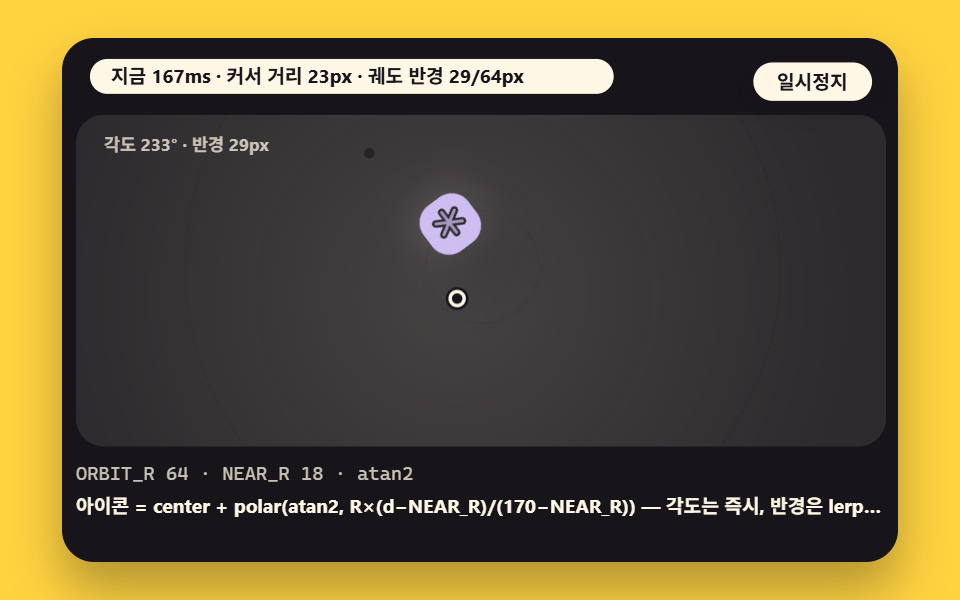 지금 167ms · 커서 거리 23px · 궤도 반경 29/64px
일시정지
각도 233° · 반경 29px
ORBIT_R 64 · NEAR_R 18 · atan2
아이콘 = center + polar(atan2, R×(d−NEAR_R)/(170−NEAR_R)) — 각도는 즉시, 반경은 lerp...